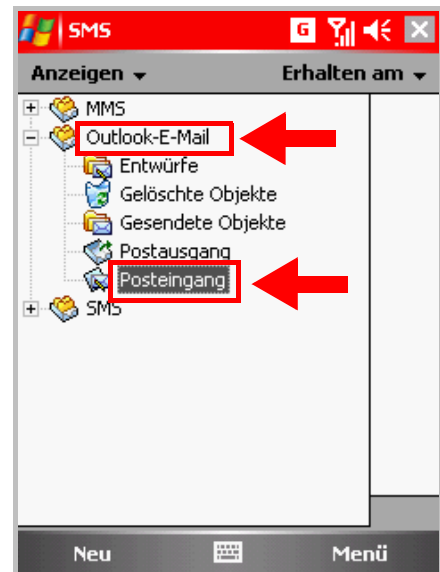 SMS G
Anzeigen Erhalten am
MMS
Outlook-E-Mail
Entwürfe
Gelöschte Objekte
Gesendete Objekte
Postausgang
Posteingang
SMS
Neu Menü